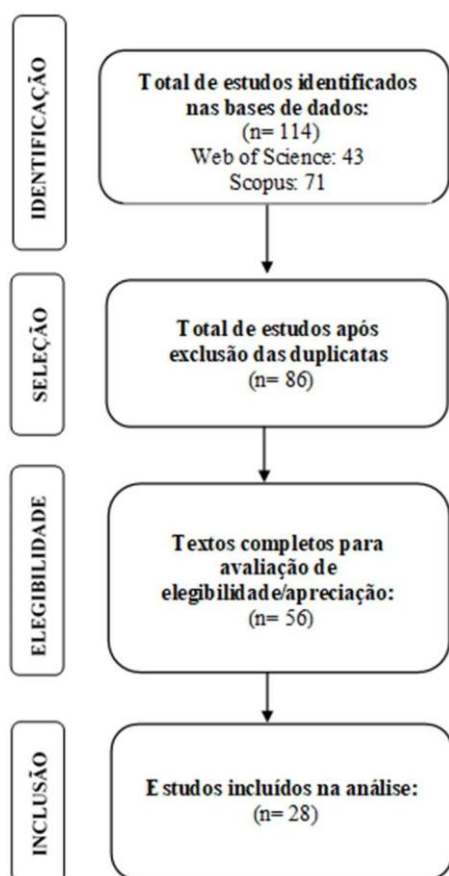 IDENTIFICAÇÃO
Total de estudos identificados
nas bases de dados:
(n= 114)
Web of Science: 43
Scopus: 71
SELEÇÃO
Total de estudos após
exclusão das duplicatas
(n= 86)
ELEGIBILIDADE
Textos completos para
avaliação de
elegibilidade/apreciação:
(n= 56)
INCLUSÃO
Estudos incluídos na análise:
(n= 28)